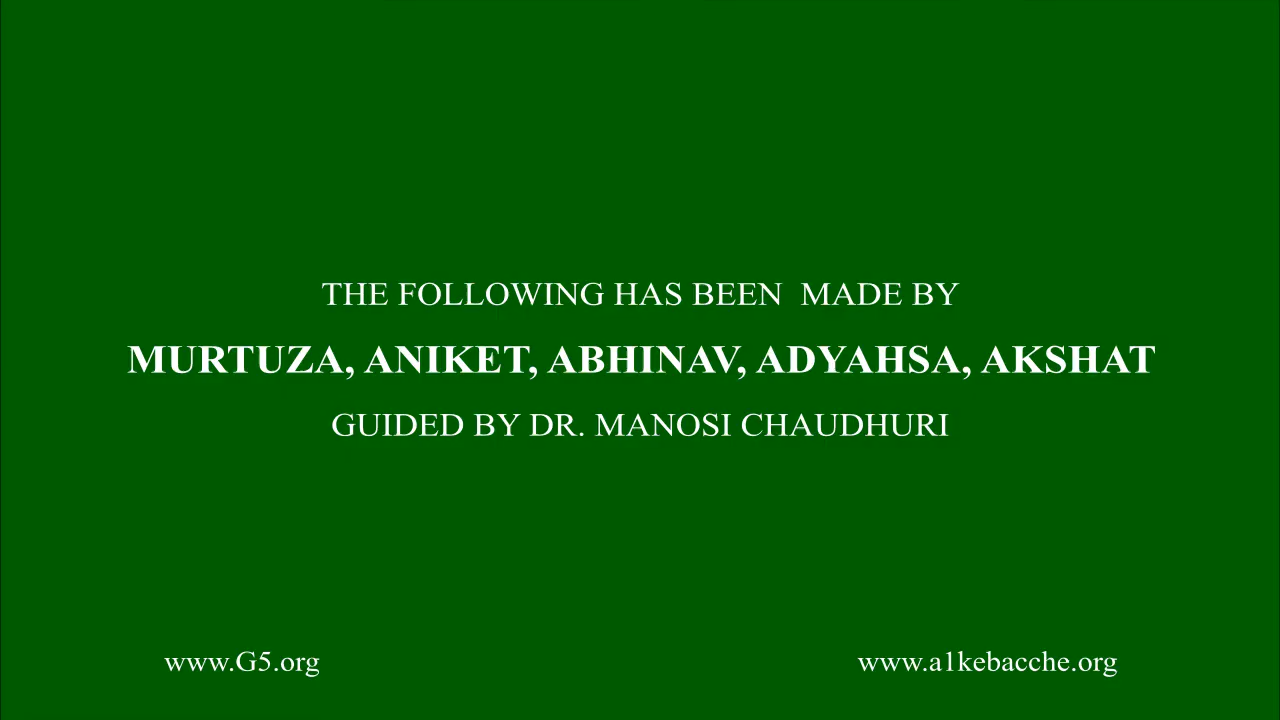 THE FOLLOWING HAS BEEN  MADE BY
MURTUZA, ANIKET, ABHINAV, ADYAHSA, AKSHAT
GUIDED BY DR. MANOSI CHAUDHURI
www.G5.org
www.a1kebacche.org